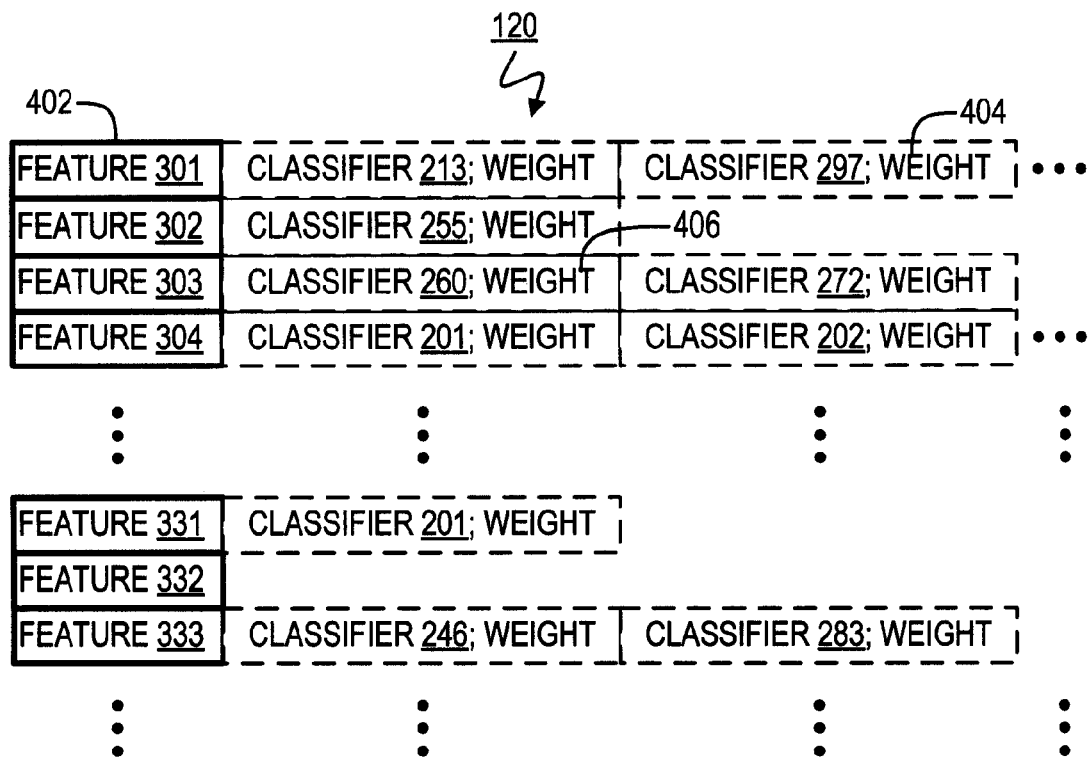 120
402
404
FEATURE 301 CLASSIFIER 213; WEIGHT CLASSIFIER 297; WEIGHT
FEATURE 302 CLASSIFIER 255; WEIGHT
406
FEATURE 303 CLASSIFIER 260; WEIGHT CLASSIFIER 272; WEIGHT
FEATURE 304 CLASSIFIER 201; WEIGHT CLASSIFIER 202; WEIGHT
FEATURE 331 CLASSIFIER 201; WEIGHT
FEATURE 332
FEATURE 333 CLASSIFIER 246; WEIGHT CLASSIFIER 283; WEIGHT